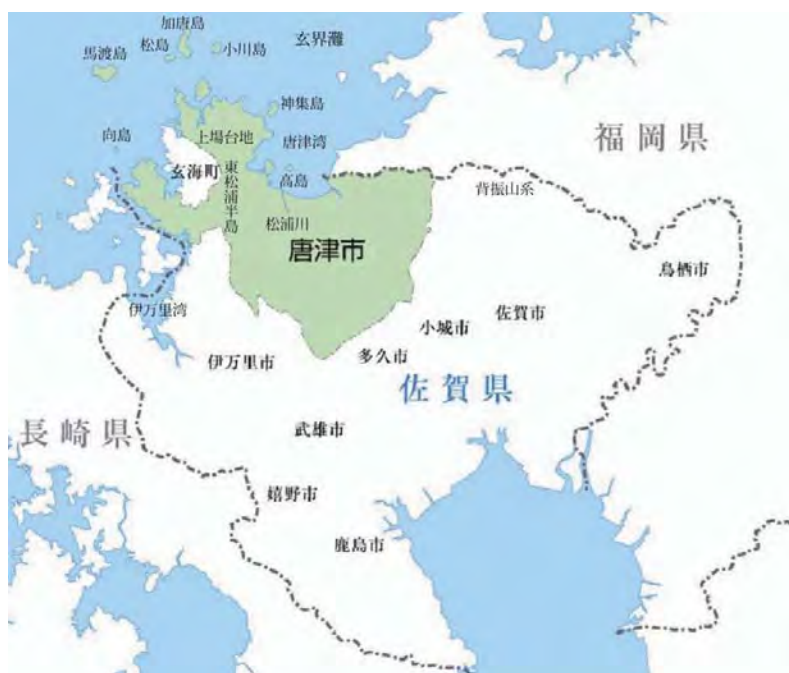 加唐島
松島
小川島
玄界灘
馬渡島
神集島
向島
上場台地
唐津湾
福岡県
玄海町
東松浦半島
高島
背振山系
松浦川
唐津市
鳥栖市
伊万里湾
佐賀市
小城市
伊万里市
多久市
佐賀県
長崎県
武雄市
嬉野市
鹿島市